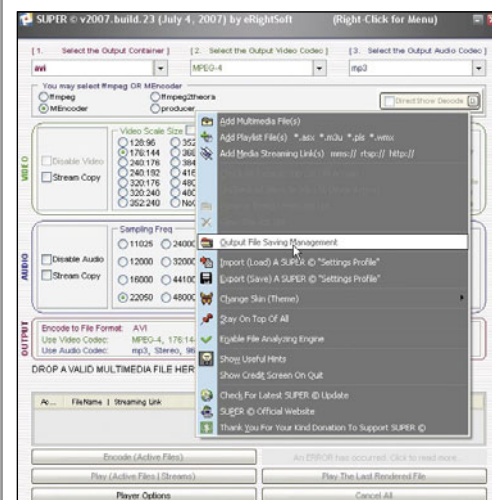 SUPER © v2007.build.23 (July 4, 2007) by eRightSoft (Right-Click for Menu)
[ 1. Select the Output Container ] [ 2. Select the Output Video Codec ] [ 3. Select the Output Audio Codec ]
avi MPEG-4 mp3
You may select ffmpeg OR MEncoder
ffmpeg ffmpeg2theora
MEncoder producer
DirectShow Decode
VIDEO
Disable Video
Stream Copy
Video Scale Size
128:96
176:144
240:176
240:192
320:176
320:240
352:240
Add Multimedia File(s)
Add Playlist File(s) *.asx *.m3u *.pls *.wmx
Add Media Streaming Link(s) mms:// rtsp:// http://
Output File Saving Management
Import (Load) A SUPER © "Settings Profile"
Export (Save) A SUPER © "Settings Profile"
Change Skin (Theme)
Stay On Top Of All
Enable File Analyzing Engine
Show Useful Hints
Show Credit Screen On Quit
Check For Latest SUPER © Update
SUPER © Official Website
Thank You For Your Kind Donation To Support SUPER ©
AUDIO
Disable Audio
Stream Copy
Sampling Freq
11025 24000
12000 32000
16000 44100
22050 48000
OUTPUT
Encode to File Format: AVI
Use Video Codec: MPEG-4, 176:14
Use Audio Codec: mp3, Stereo, 96
DROP A VALID MULTIMEDIA FILE HER
Ac... FileName | Streaming Link
Encode (Active Files) An ERROR has occurred. Click to read more...
Play (Active Files | Streams) Play The Last Rendered File
Player Options Cancel All